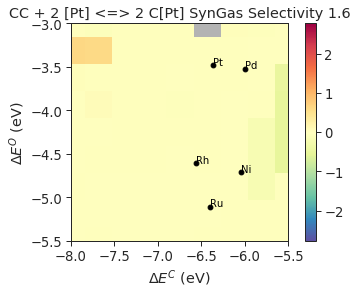 CC + 2 [Pt] <=> 2 C[Pt] SynGas Selectivity 1.6
−3.0
−3.5
−4.0
−4.5
−5.0
−5.5
ΔE^O (eV)
Pt
Pd
Rh
Ni
Ru
−8.0 −7.5 −7.0 −6.5 −6.0 −5.5
ΔE^C (eV)
2
1
0
−1
−2